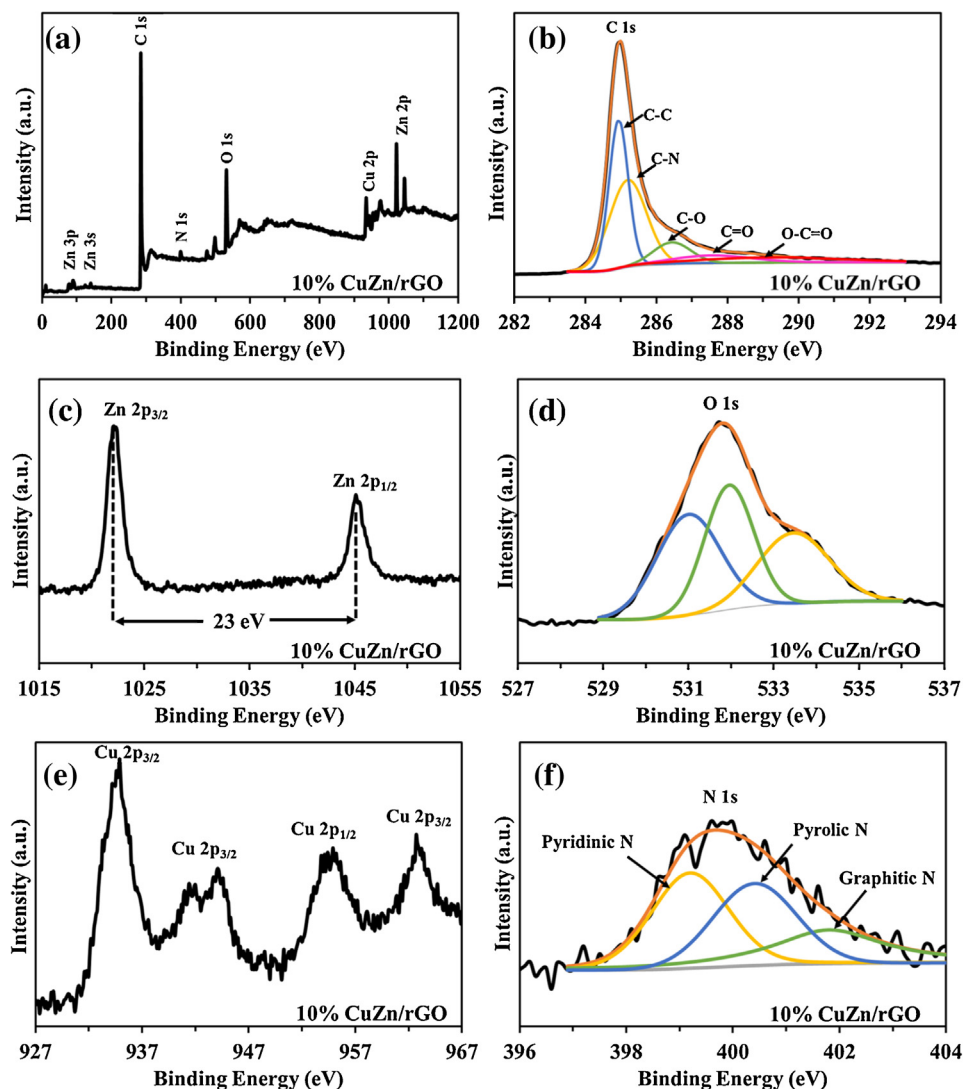 (a)
C 1s
O 1s
N 1s
Zn 3p
Zn 3s
Cu 2p
Zn 2p
10% CuZn/rGO
Intensity (a.u.)
0 200 400 600 800 1000 1200
Binding Energy (eV)
(b)
C 1s
C-C
C-N
C-O
C=O
O-C=O
10% CuZn/rGO
Intensity (a.u.)
282 284 286 288 290 292 294
Binding Energy (eV)
(c)
Zn 2p3/2
Zn 2p1/2
23 eV
10% CuZn/rGO
Intensity (a.u.)
1015 1025 1035 1045 1055
Binding Energy (eV)
(d)
O 1s
10% CuZn/rGO
Intensity (a.u.)
527 529 531 533 535 537
Binding Energy (eV)
(e)
Cu 2p3/2
Cu 2p3/2
Cu 2p1/2
Cu 2p3/2
10% CuZn/rGO
Intensity (a.u.)
927 937 947 957 967
Binding Energy (eV)
(f)
N 1s
Pyridinic N
Pyrolic N
Graphitic N
10% CuZn/rGO
Intensity (a.u.)
396 398 400 402 404
Binding Energy (eV)